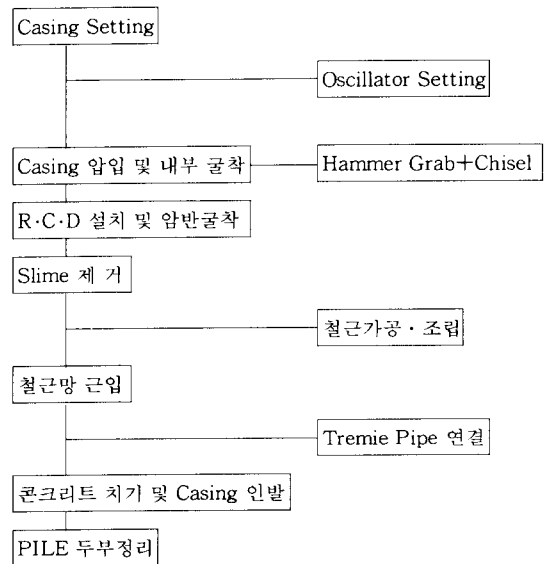 Casing Setting
Oscillator Setting
Casing 압입 및 내부 굴착
Hammer Grab+Chisel
R·C·D 설치 및 암반굴착
Slime 제 거
철근가공·조립
철근망 근입
Tremie Pipe 연결
콘크리트 치기 및 Casing 인발
PILE 두부정리